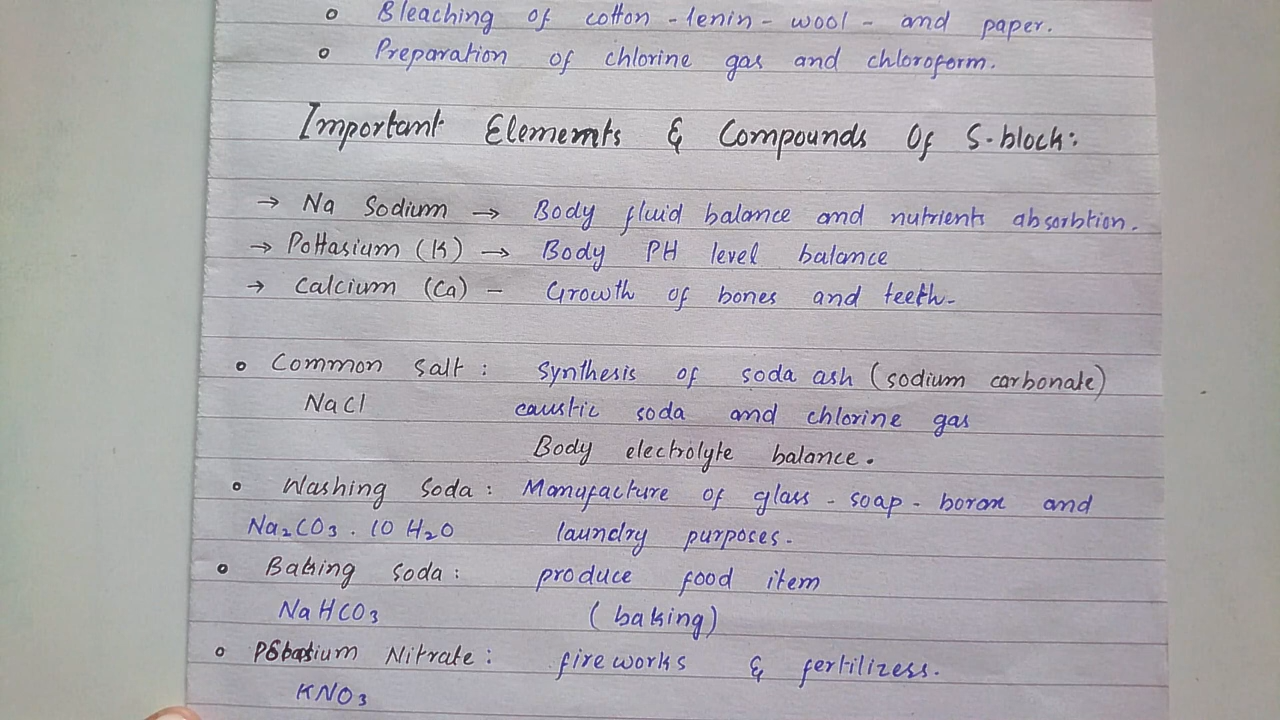 o Bleaching of cotton - lenin - wool - and paper.
o Preparation of chlorine gas and chloroform.
Important Elements & Compounds Of S-block:
→ Na Sodium → Body fluid balance and nutrients absorbtion.
→ Pottasium (K) → Body PH level balance
→ Calcium (Ca) - Growth of bones and teeth-
o Common salt : Synthesis of soda ash (sodium carbonate)
NaCl caustic soda and chlorine gas
Body electrolyte balance.
o Washing Soda : Manufacture of glass - soap - borax and
Na₂CO₃ . 10 H₂O laundry purposes-
o Baking soda : produce food item
NaHCO₃ (baking)
o Nitrate : fireworks & fertilizess.
KNO₃